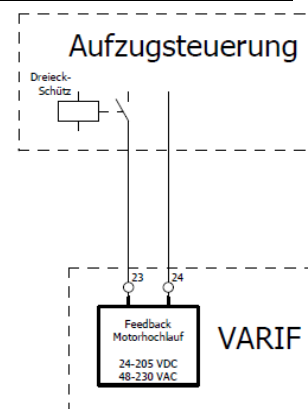 Aufzugsteuerung
Dreieck-
Schütz
23
24
Feedback
Motorhochlauf
24-205 VDC
48-230 VAC
VARIF